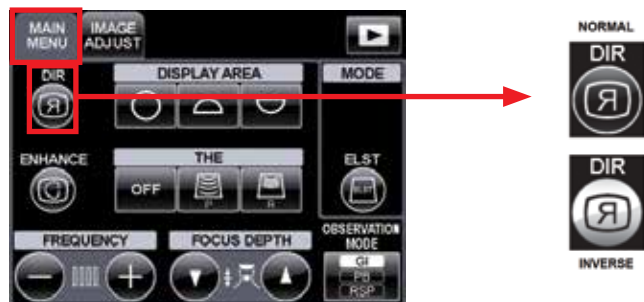 MAIN MENU
IMAGE ADJUST
NORMAL
DIR
DIR
DISPLAY AREA
MODE
Я
Я
ENHANCE
THE
ELST
C
OFF
P
R
ELST
DIR
Я
FREQUENCY
FOCUS DEPTH
OBSERVATION MODE
GI
PB
RSP
INVERSE